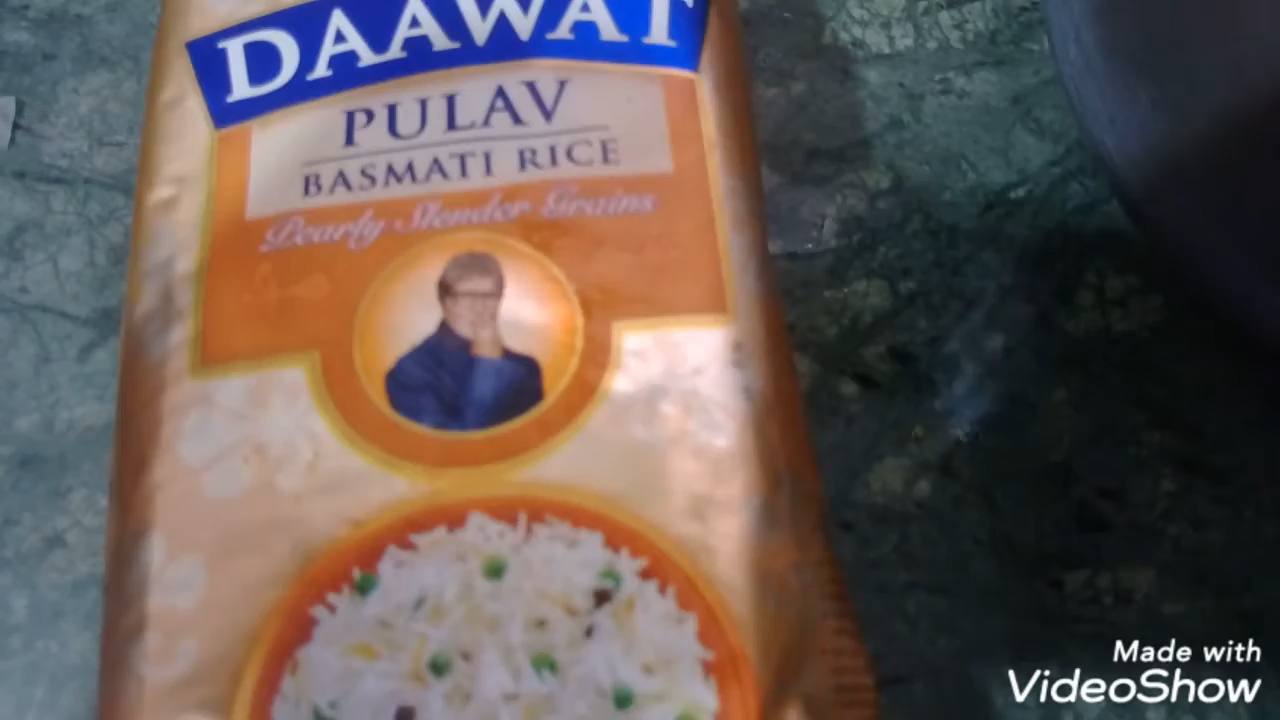 DAAWAT
PULAV
BASMATI RICE
Pearly Slender Grains
Made with
VideoShow